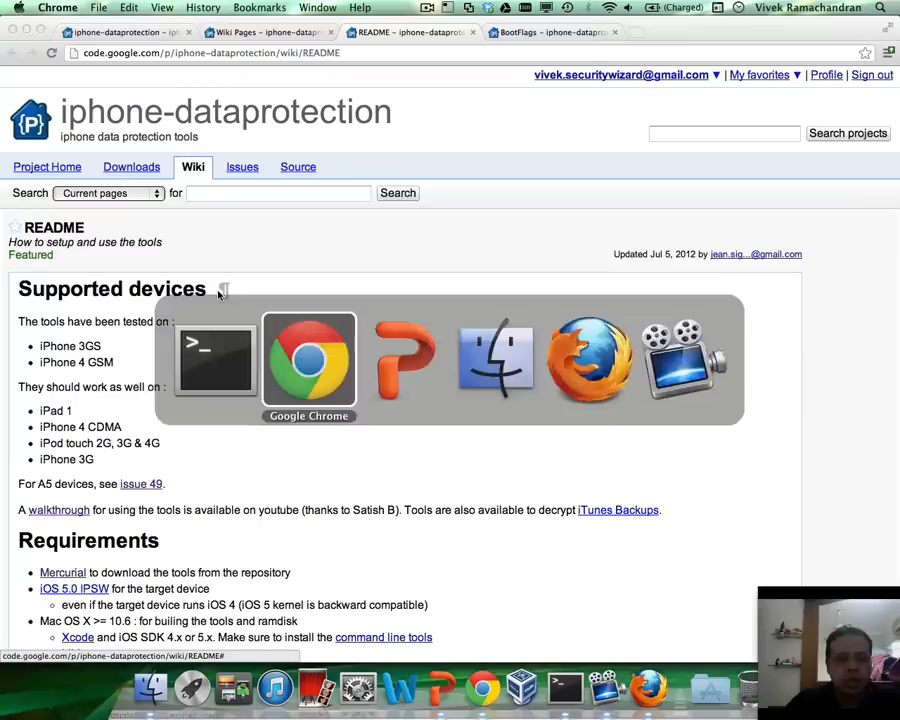 Chrome File Edit View History Bookmarks Window Help (Charged) Vivek Ramachandran
iphone-dataprotection - iph Wiki Pages - iphone-datapro README - iphone-dataprotec BootFlags - iphone-dataprote
code.google.com/p/iphone-dataprotection/wiki/README
vivek.securitywizard@gmail.com ▼ | My favorites ▼ | Profile | Sign out
{P} iphone-dataprotection
iphone data protection tools
Search projects
Project Home Downloads Wiki Issues Source
Search Current pages for Search
README
How to setup and use the tools
Featured
Updated Jul 5, 2012 by jean.sig...@gmail.com
Supported devices ¶
The tools have been tested on :
• iPhone 3GS
• iPhone 4 GSM
They should work as well on :
• iPad 1
• iPhone 4 CDMA
• iPod touch 2G, 3G & 4G
• iPhone 3G
>_
Google Chrome
For A5 devices, see issue 49.
A walkthrough for using the tools is available on youtube (thanks to Satish B). Tools are also available to decrypt iTunes Backups.
Requirements
• Mercurial to download the tools from the repository
• iOS 5.0 IPSW for the target device
even if the target device runs iOS 4 (iOS 5 kernel is backward compatible)
• Mac OS X >= 10.6 : for builing the tools and ramdisk
Xcode and iOS SDK 4.x or 5.x. Make sure to install the command line tools
code.google.com/p/iphone-dataprotection/wiki/README#